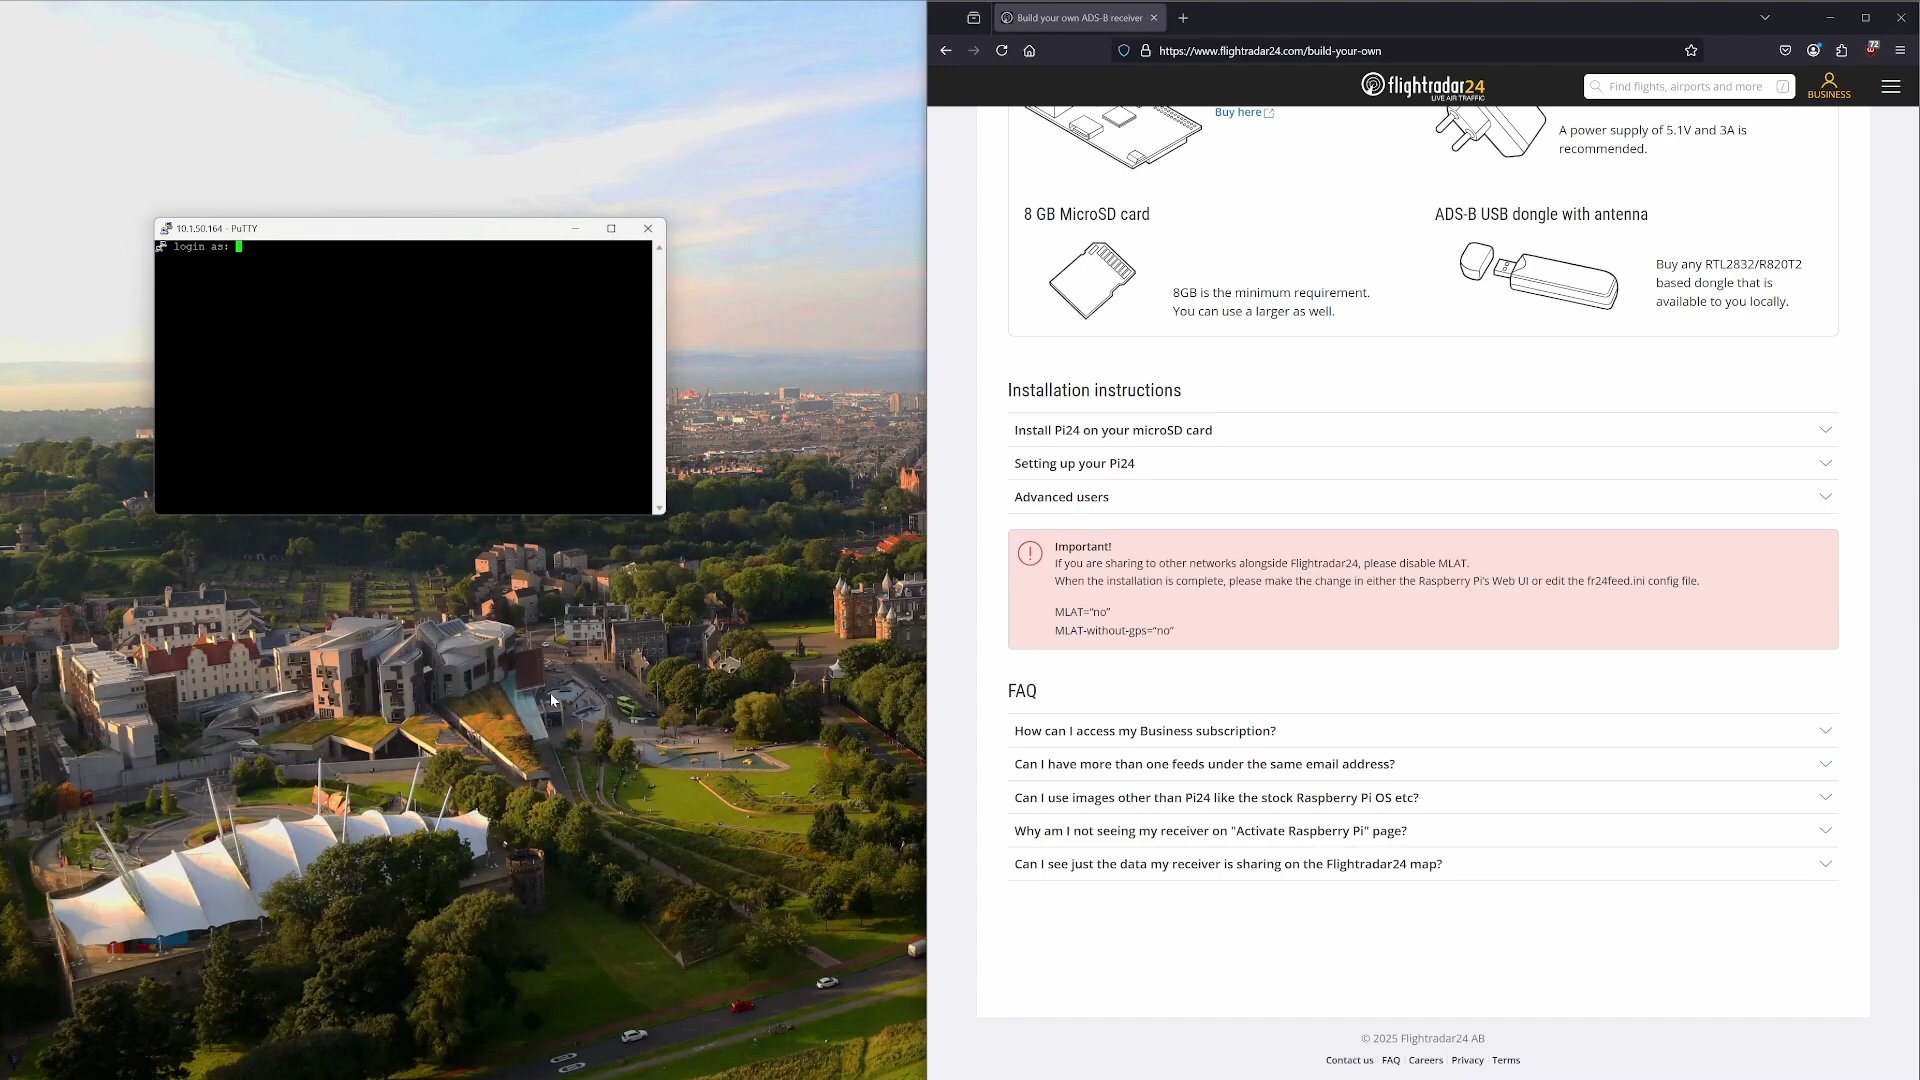 10.1.50.164 - PuTTY
login as:
Build your own ADS-B receiver
https://www.flightradar24.com/build-your-own
72
flightradar24
LIVE AIR TRAFFIC
Find flights, airports and more /
BUSINESS
Buy here
A power supply of 5.1V and 3A is
recommended.
8 GB MicroSD card
8GB is the minimum requirement.
You can use a larger as well.
ADS-B USB dongle with antenna
Buy any RTL2832/R820T2
based dongle that is
available to you locally.
Installation instructions
Install Pi24 on your microSD card
Setting up your Pi24
Advanced users
Important!
If you are sharing to other networks alongside Flightradar24, please disable MLAT.
When the installation is complete, please make the change in either the Raspberry Pi’s Web UI or edit the fr24feed.ini config file.
MLAT=“no”
MLAT-without-gps=“no”
FAQ
How can I access my Business subscription?
Can I have more than one feeds under the same email address?
Can I use images other than Pi24 like the stock Raspberry Pi OS etc?
Why am I not seeing my receiver on "Activate Raspberry Pi" page?
Can I see just the data my receiver is sharing on the Flightradar24 map?
© 2025 Flightradar24 AB
Contact us FAQ Careers Privacy Terms